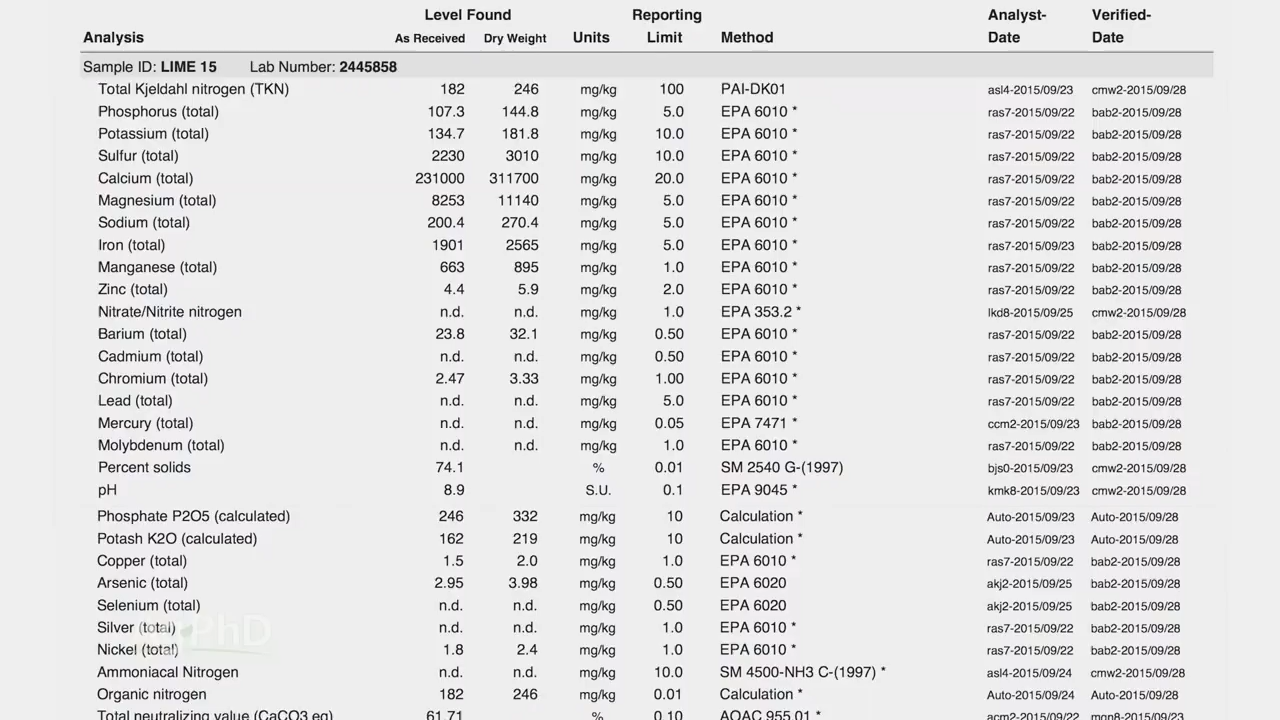 Level Found Reporting Analyst- Verified-
Analysis As Received Dry Weight Units Limit Method Date Date
Sample ID: LIME 15 Lab Number: 2445858
Total Kjeldahl nitrogen (TKN) 182 246 mg/kg 100 PAI-DK01 asl4-2015/09/23 cmw2-2015/09/28
Phosphorus (total) 107.3 144.8 mg/kg 5.0 EPA 6010 * ras7-2015/09/22 bab2-2015/09/28
Potassium (total) 134.7 181.8 mg/kg 10.0 EPA 6010 * ras7-2015/09/22 bab2-2015/09/28
Sulfur (total) 2230 3010 mg/kg 10.0 EPA 6010 * ras7-2015/09/22 bab2-2015/09/28
Calcium (total) 231000 311700 mg/kg 20.0 EPA 6010 * ras7-2015/09/22 bab2-2015/09/28
Magnesium (total) 8253 11140 mg/kg 5.0 EPA 6010 * ras7-2015/09/22 bab2-2015/09/28
Sodium (total) 200.4 270.4 mg/kg 5.0 EPA 6010 * ras7-2015/09/22 bab2-2015/09/28
Iron (total) 1901 2565 mg/kg 5.0 EPA 6010 * ras7-2015/09/23 bab2-2015/09/28
Manganese (total) 663 895 mg/kg 1.0 EPA 6010 * ras7-2015/09/22 bab2-2015/09/28
Zinc (total) 4.4 5.9 mg/kg 2.0 EPA 6010 * ras7-2015/09/22 bab2-2015/09/28
Nitrate/Nitrite nitrogen n.d. n.d. mg/kg 1.0 EPA 353.2 * lkd8-2015/09/25 cmw2-2015/09/28
Barium (total) 23.8 32.1 mg/kg 0.50 EPA 6010 * ras7-2015/09/22 bab2-2015/09/28
Cadmium (total) n.d. n.d. mg/kg 0.50 EPA 6010 * ras7-2015/09/22 bab2-2015/09/28
Chromium (total) 2.47 3.33 mg/kg 1.00 EPA 6010 * ras7-2015/09/22 bab2-2015/09/28
Lead (total) n.d. n.d. mg/kg 5.0 EPA 6010 * ras7-2015/09/22 bab2-2015/09/28
Mercury (total) n.d. n.d. mg/kg 0.05 EPA 7471 * ccm2-2015/09/23 bab2-2015/09/28
Molybdenum (total) n.d. n.d. mg/kg 1.0 EPA 6010 * ras7-2015/09/22 bab2-2015/09/28
Percent solids 74.1 % 0.01 SM 2540 G-(1997) bjs0-2015/09/23 cmw2-2015/09/28
pH 8.9 S.U. 0.1 EPA 9045 * kmk8-2015/09/23 cmw2-2015/09/28
Phosphate P2O5 (calculated) 246 332 mg/kg 10 Calculation * Auto-2015/09/23 Auto-2015/09/28
Potash K2O (calculated) 162 219 mg/kg 10 Calculation * Auto-2015/09/23 Auto-2015/09/28
Copper (total) 1.5 2.0 mg/kg 1.0 EPA 6010 * ras7-2015/09/22 bab2-2015/09/28
Arsenic (total) 2.95 3.98 mg/kg 0.50 EPA 6020 akj2-2015/09/25 bab2-2015/09/28
Selenium (total) n.d. n.d. mg/kg 0.50 EPA 6020 akj2-2015/09/25 bab2-2015/09/28
Silver (total) n.d. n.d. mg/kg 1.0 EPA 6010 * ras7-2015/09/22 bab2-2015/09/28
Nickel (total) 1.8 2.4 mg/kg 1.0 EPA 6010 * ras7-2015/09/22 bab2-2015/09/28
Ammoniacal Nitrogen n.d. n.d. mg/kg 10.0 SM 4500-NH3 C-(1997) * asl4-2015/09/24 cmw2-2015/09/28
Organic nitrogen 182 246 mg/kg 0.01 Calculation * Auto-2015/09/24 Auto-2015/09/28
Total neutralizing value (CaCO3 eq) 61.71 % 0.10 AOAC 955.01 * acm2-2015/09/22 mgn8-2015/09/23